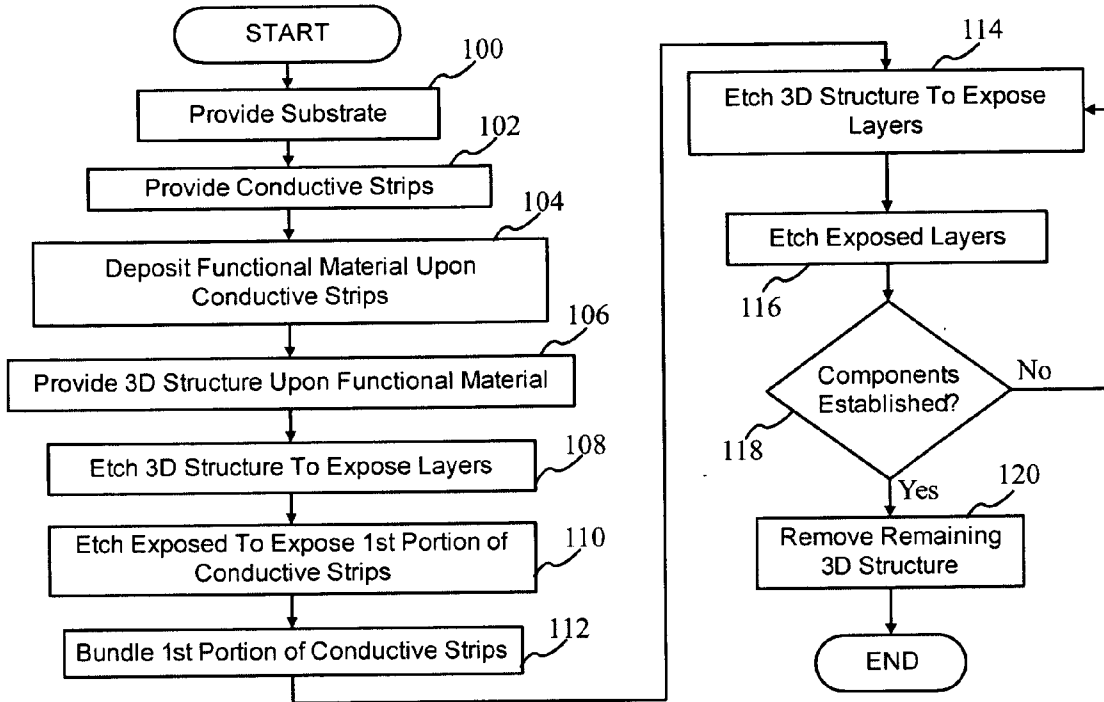 START
100
Provide Substrate
102
Provide Conductive Strips
104
Deposit Functional Material Upon
Conductive Strips
106
Provide 3D Structure Upon Functional Material
Etch 3D Structure To Expose Layers
108
Etch Exposed To Expose 1st Portion of
Conductive Strips
110
Bundle 1st Portion of Conductive Strips
112
114
Etch 3D Structure To Expose
Layers
Etch Exposed Layers
116
Components
Established?
No
118
Yes
120
Remove Remaining
3D Structure
END